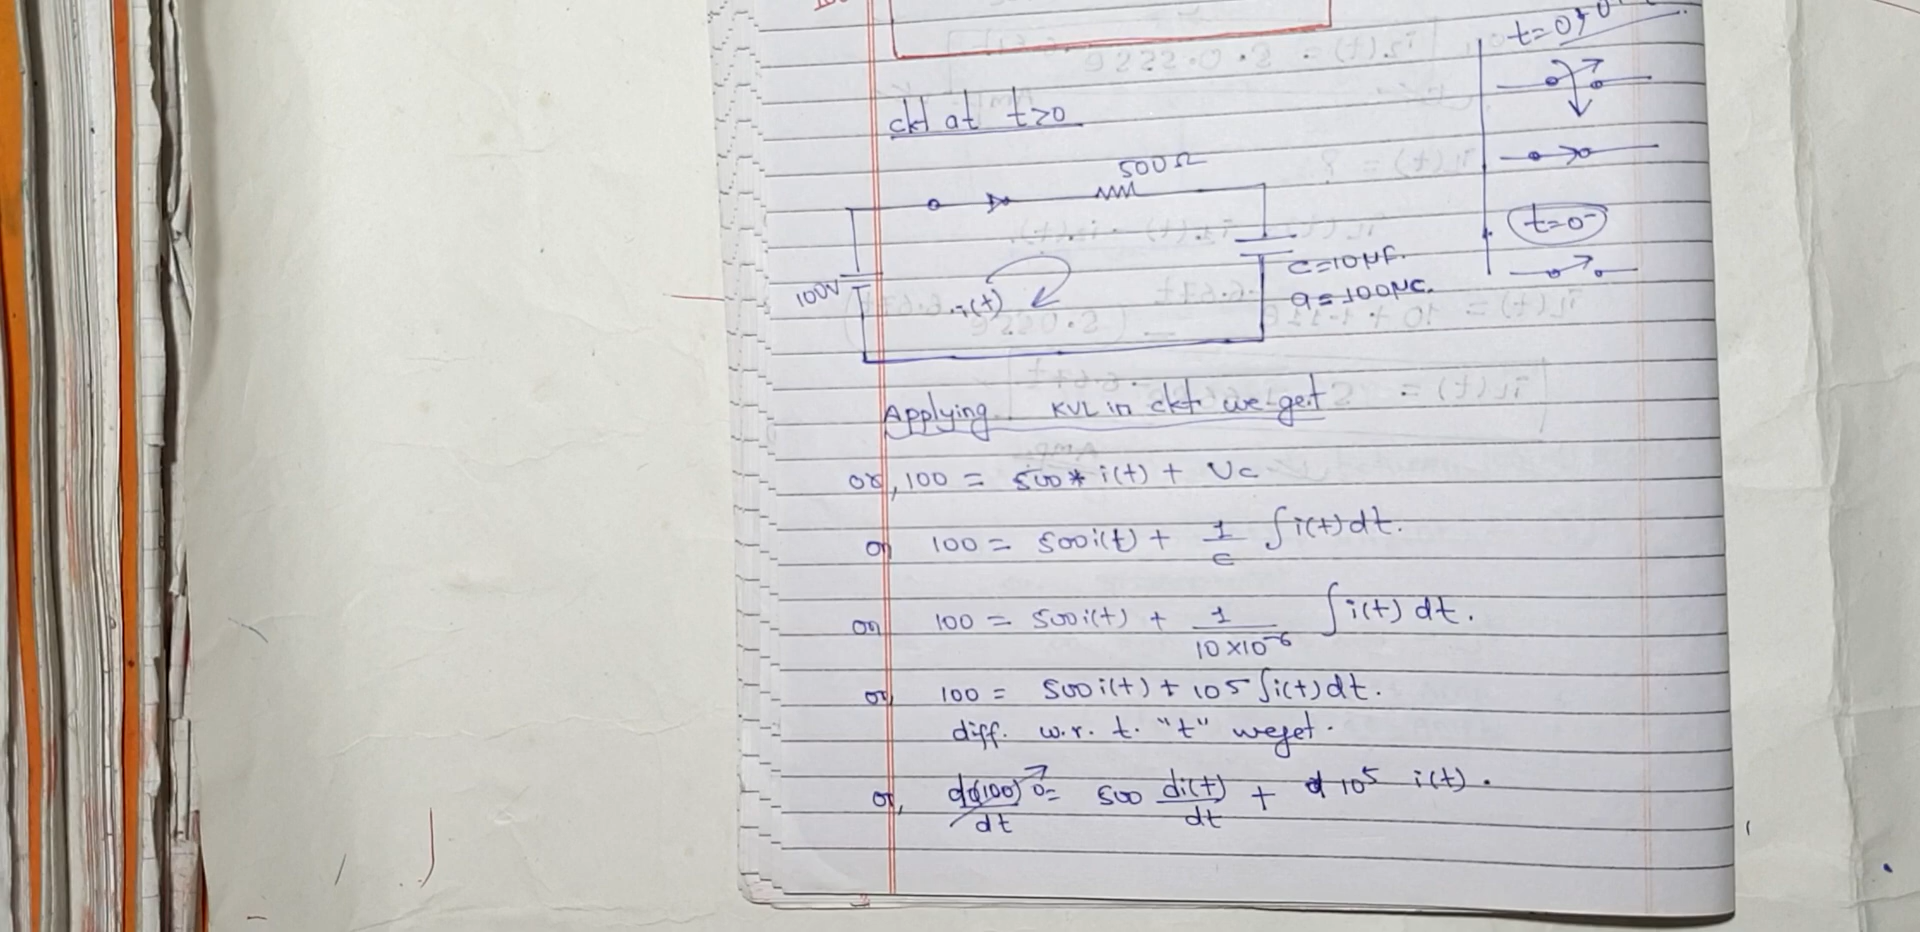 t=0
ckt at t>0
500Ω
t=0-
100V
i(t)
C=10μf.
q=100μc.
Applying KVL in ckt we get
or, 100 = 500 * i(t) + Vc
or 100 = 500i(t) + 1/c ∫i(t)dt.
or 100 = 500i(t) + 1/10×10-6 ∫i(t) dt.
or, 100 = 500i(t) + 105 ∫i(t)dt.
diff. w.r. t. "t" we get.
or, d(100)/dt 0= 500 di(t)/dt + 10⁵ i(t).